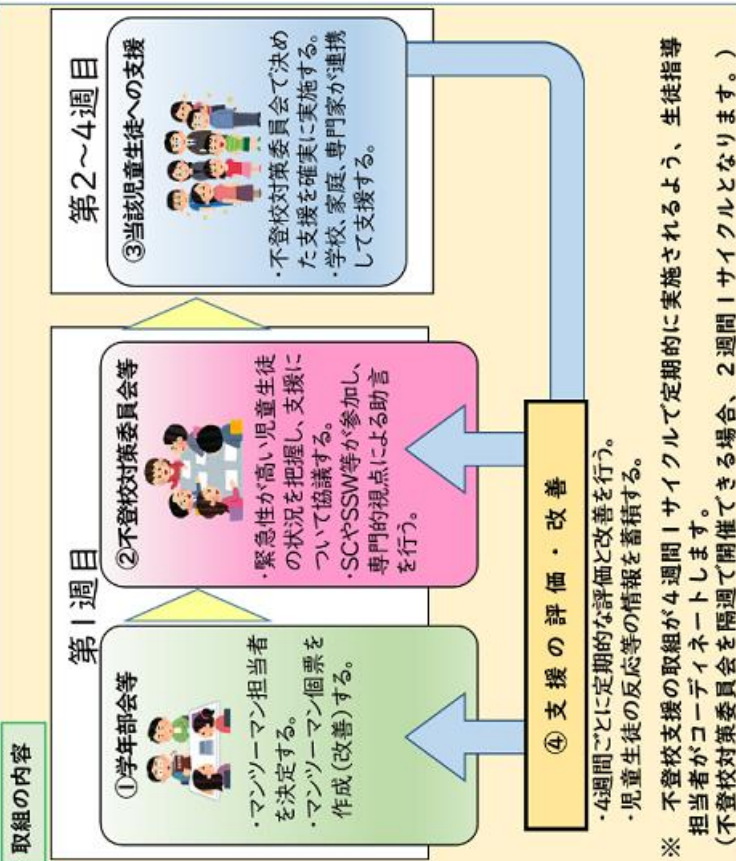 取組の内容
第1週目
①学年部会等
・マンツーマン担当者
を決定する。
・マンツーマン個票を
作成(改善)する。
②不登校対策委員会等
・緊急性が高い児童生徒
の状況を把握し、支援に
ついて協議する。
・SCやSSW等が参加し、
専門的視点による助言
を行う。
第2~4週目
③当該児童生徒への支援
・不登校対策委員会で決め
た支援を確実に実施する。
・学校、家庭、専門家が連携
して支援する。
④ 支援の評価・改善
・4週間ごとに定期的な評価と改善を行う。
・児童生徒の反応等の情報を蓄積する。
※ 不登校支援の取組が4週間1サイクルで定期的に実施されるよう、生徒指導
担当者がコーディネートします。
(不登校対策委員会を隔週で開催できる場合、2週間1サイクルとなります。)